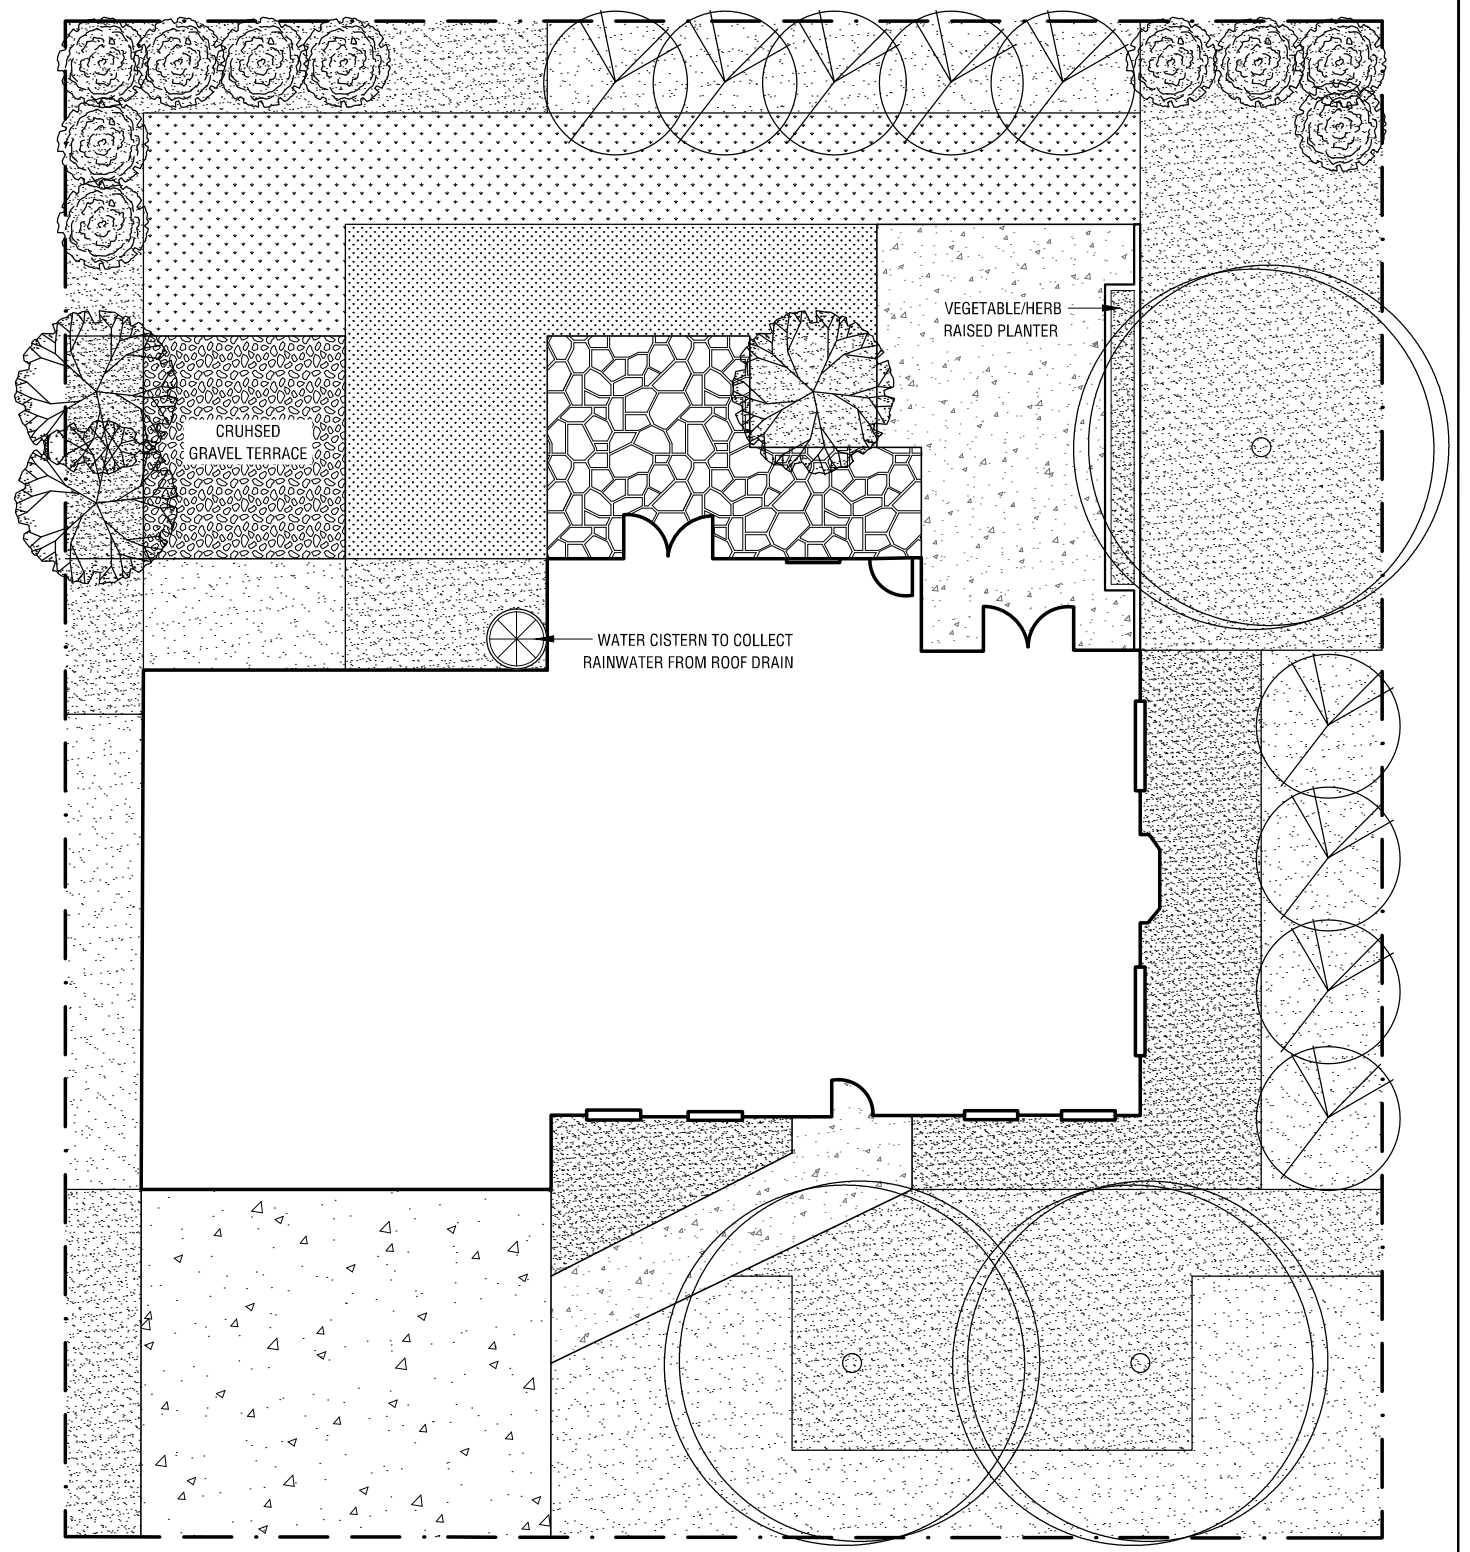 VEGETABLE/HERB
RAISED PLANTER
CRUHSED
GRAVEL TERRACE
WATER CISTERN TO COLLECT
RAINWATER FROM ROOF DRAIN